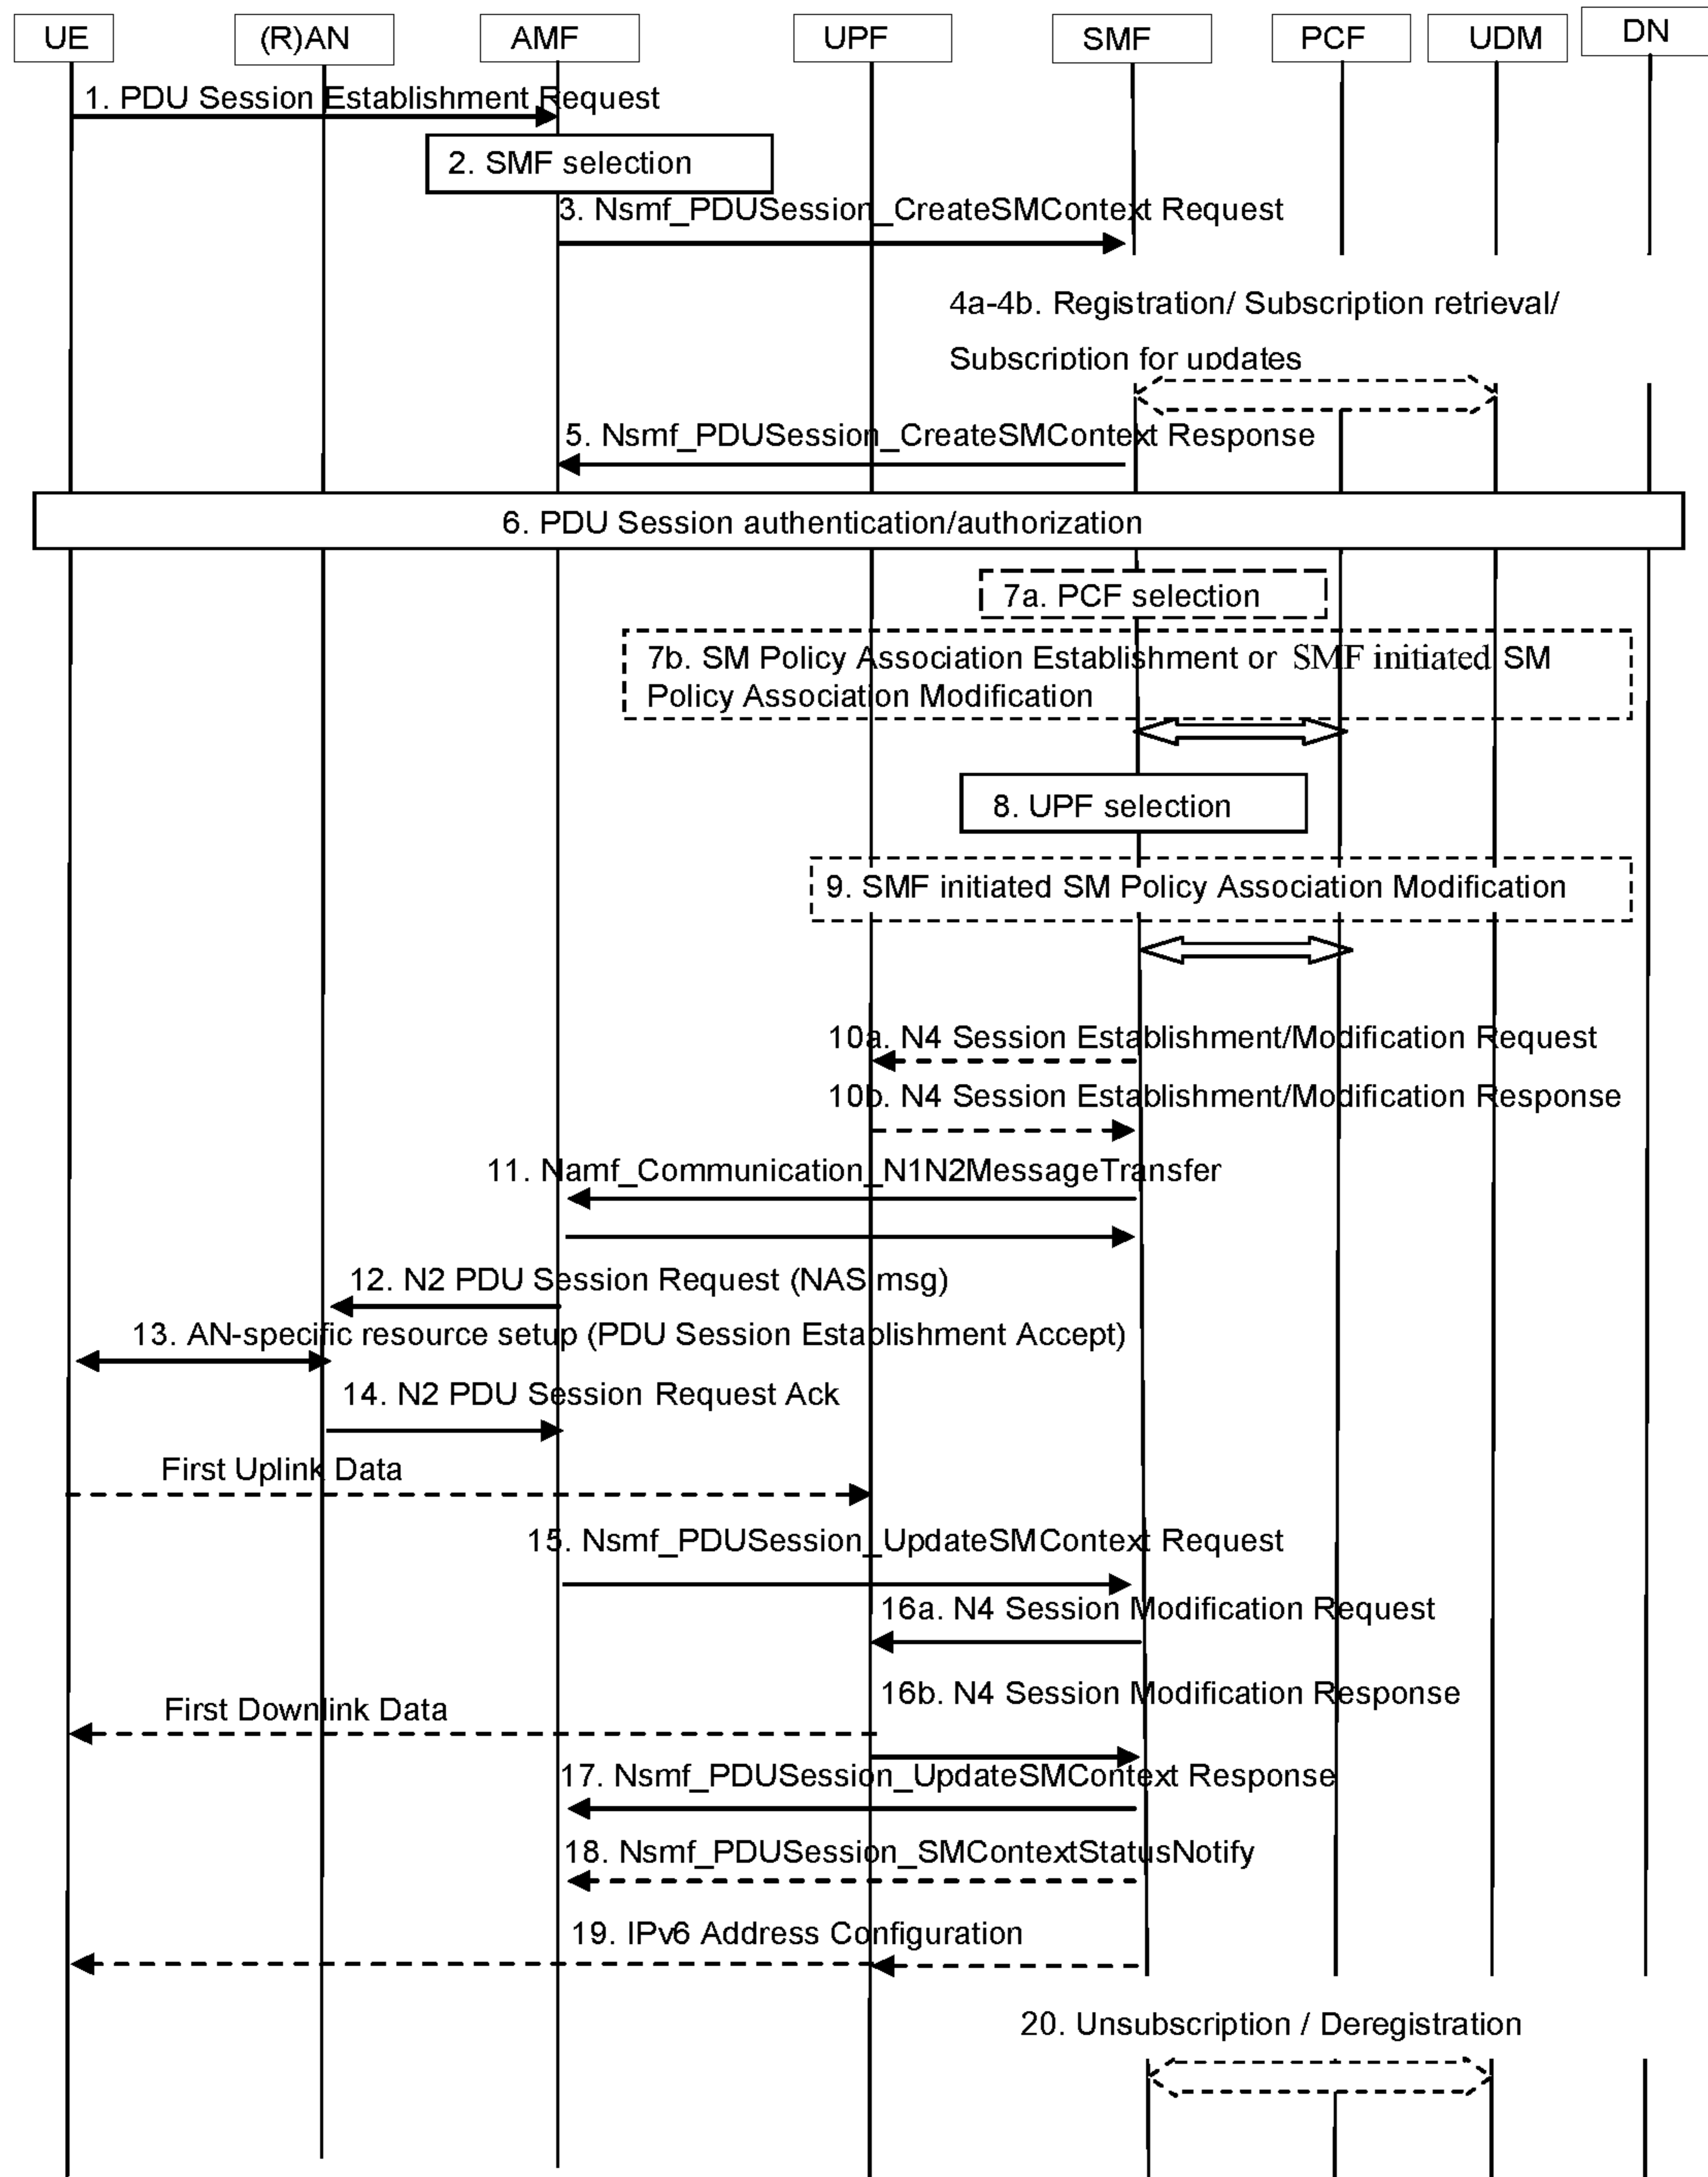 UE (R)AN AMF UPF SMF PCF UDM DN
1. PDU Session Establishment Request
2. SMF selection
3. Nsmf_PDUSession_CreateSMContext Request
4a-4b. Registration/ Subscription retrieval/
Subscription for updates
5. Nsmf_PDUSession_CreateSMContext Response
6. PDU Session authentication/authorization
7a. PCF selection
7b. SM Policy Association Establishment or SMF initiated SM
Policy Association Modification
8. UPF selection
9. SMF initiated SM Policy Association Modification
10a. N4 Session Establishment/Modification Request
10b. N4 Session Establishment/Modification Response
11. Namf_Communication_N1N2MessageTransfer
12. N2 PDU Session Request (NAS msg)
13. AN-specific resource setup (PDU Session Establishment Accept)
14. N2 PDU Session Request Ack
First Uplink Data
15. Nsmf_PDUSession_UpdateSMContext Request
16a. N4 Session Modification Request
16b. N4 Session Modification Response
First Downlink Data
17. Nsmf_PDUSession_UpdateSMContext Response
18. Nsmf_PDUSession_SMContextStatusNotify
19. IPv6 Address Configuration
20. Unsubscription / Deregistration